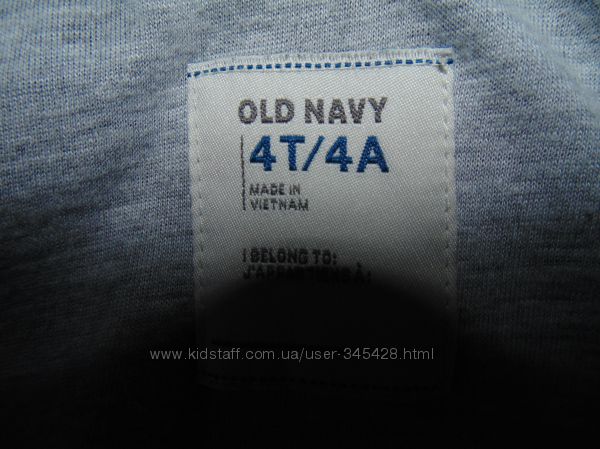 OLD NAVY
4T/4A
MADE IN
VIETNAM
I BELONG TO:
J'APPARTIENS À:
www.kidstaff.com.ua/user-345428.html